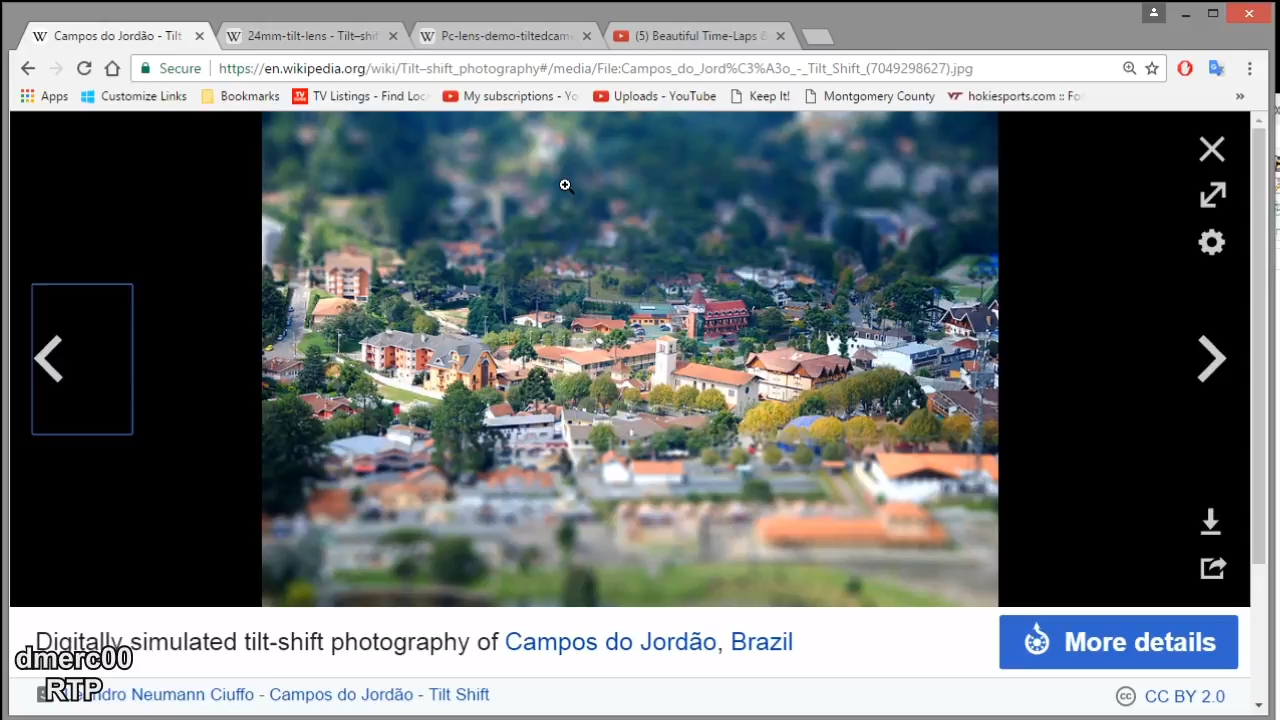 Campos do Jordão - Tilt
24mm-tilt-lens - Tilt–shif
Pc-lens-demo-tiltedcam
(5) Beautiful Time-Laps
Secure
https://en.wikipedia.org/wiki/Tilt–shift_photography#/media/File:Campos_do_Jord%C3%A3o_-_Tilt_Shift_(7049298627).jpg
Apps
Customize Links
Bookmarks
TV Listings - Find Loc
My subscriptions - Yo
Uploads - YouTube
Keep It!
Montgomery County
hokiesports.com :: Fo
»
Digitally simulated tilt-shift photography of Campos do Jordão, Brazil
More details
dmerc00
RTP
Neumann Ciuffo - Campos do Jordão - Tilt Shift
cc CC BY 2.0